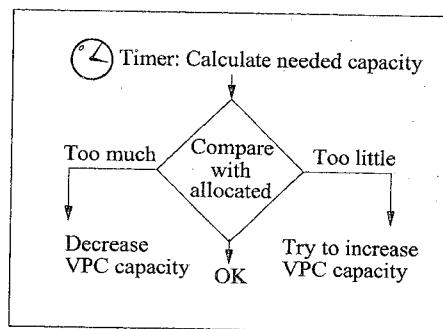 Timer: Calculate needed capacity
Too much
Compare
with
allocated
Too little
Decrease
VPC capacity
OK
Try to increase
VPC capacity